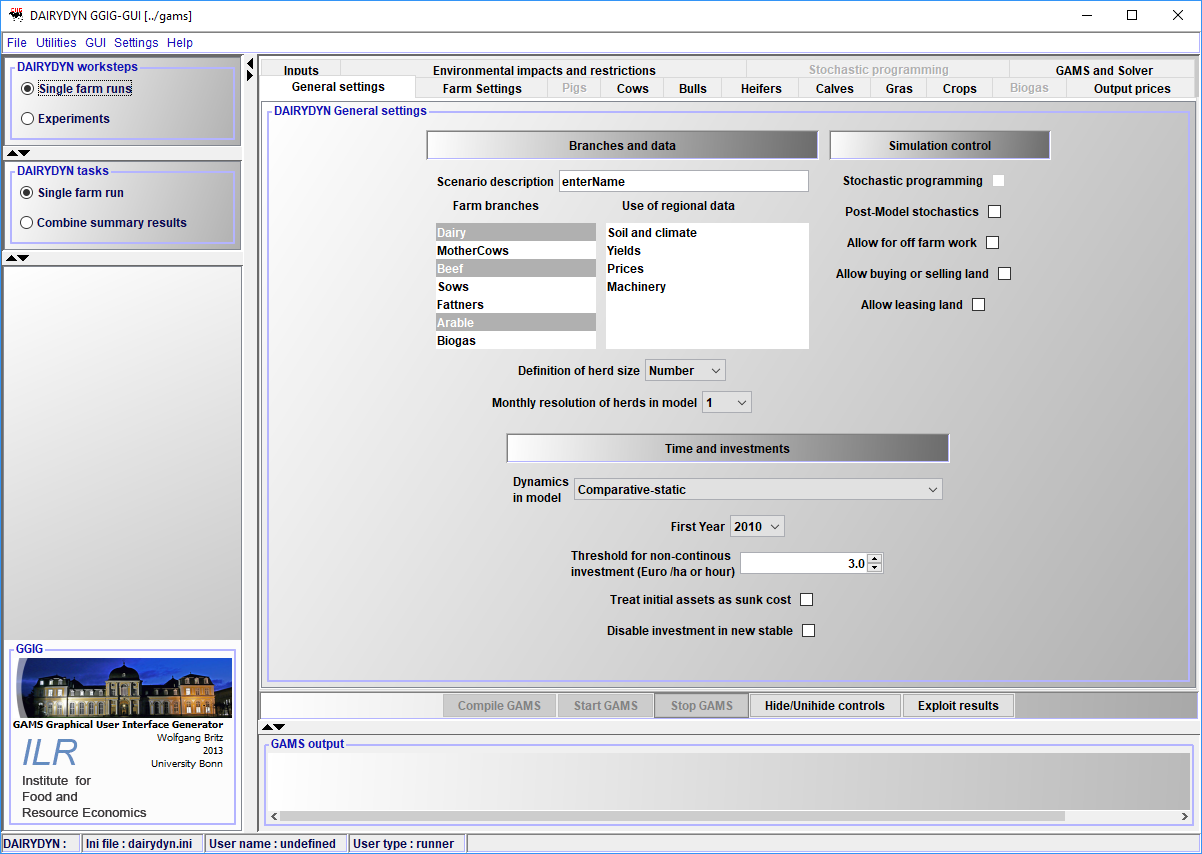 DAIRYDYN GGIG-GUI [../gams]
File Utilities GUI Settings Help
DAIRYDYN worksteps
Single farm runs
Experiments
DAIRYDYN tasks
Single farm run
Combine summary results
GGIG
GAMS Graphical User Interface Generator
Wolfgang Britz
2013
University Bonn
ILR
Institute for
Food and
Resource Economics
Inputs Environmental impacts and restrictions Stochastic programming GAMS and Solver
General settings Farm Settings Pigs Cows Bulls Heifers Calves Gras Crops Biogas Output prices
DAIRYDYN General settings
Branches and data
Scenario description enterName
Farm branches Use of regional data
Dairy
MotherCows
Beef
Sows
Fattners
Arable
Biogas
Soil and climate
Yields
Prices
Machinery
Definition of herd size Number
Monthly resolution of herds in model 1
Simulation control
Stochastic programming
Post-Model stochastics
Allow for off farm work
Allow buying or selling land
Allow leasing land
Time and investments
Dynamics
in model
Comparative-static
First Year 2010
Threshold for non-continous
investment (Euro /ha or hour)
3.0
Treat initial assets as sunk cost
Disable investment in new stable
Compile GAMS Start GAMS Stop GAMS Hide/Unihide controls Exploit results
GAMS output
DAIRYDYN : Ini file : dairydyn.ini User name : undefined User type : runner